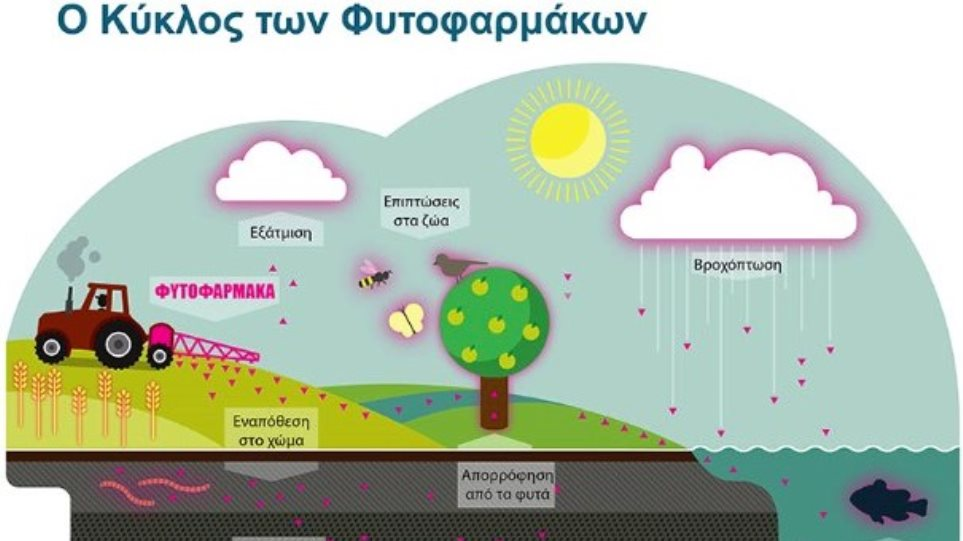 Ο Κύκλος των Φυτοφαρμάκων
Επιπτώσεις
στα ζώα
Εξάτμιση
Βροχόπτωση
ΦΥΤΟΦΑΡΜΑΚΑ
Εναπόθεση
στο χώμα
Απορρόφηση
από τα φυτά